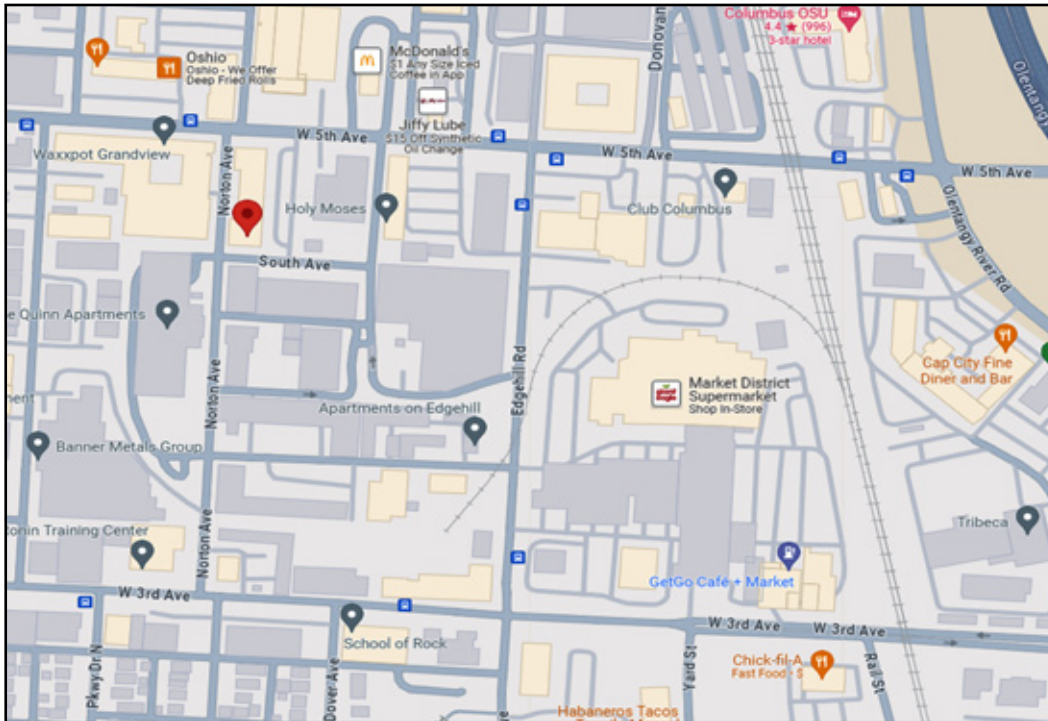 Columbus OSU
4.4 ★ (996)
3-star hotel
Donovan
Olentangy
McDonald's
$1 Any Size Iced
Coffee in App
Oshio
Oshio - We Offer
Deep Fried Rolls
Jiffy Lube
$15 Off Synthetic
Oil Change
W 5th Ave
W 5th Ave
W 5th Ave
Waxxpot Grandview
Norton Ave
Holy Moses
Club Columbus
Olentangy River Rd
South Ave
e Quinn Apartments
Norton Ave
Edgehill Rd
Cap City Fine
Diner and Bar
Market District
Supermarket
Shop In-Store
ment
Apartments on Edgehill
Banner Metals Group
Norton Ave
onin Training Center
Tribeca
GetGo Café + Market
W 3rd Ave
W 3rd Ave
W 3rd Ave
School of Rock
Pkwy Dr N
Dover Ave
Yard St
Rail St
Chick-fil-A
Fast Food · $
Habaneros Tacos